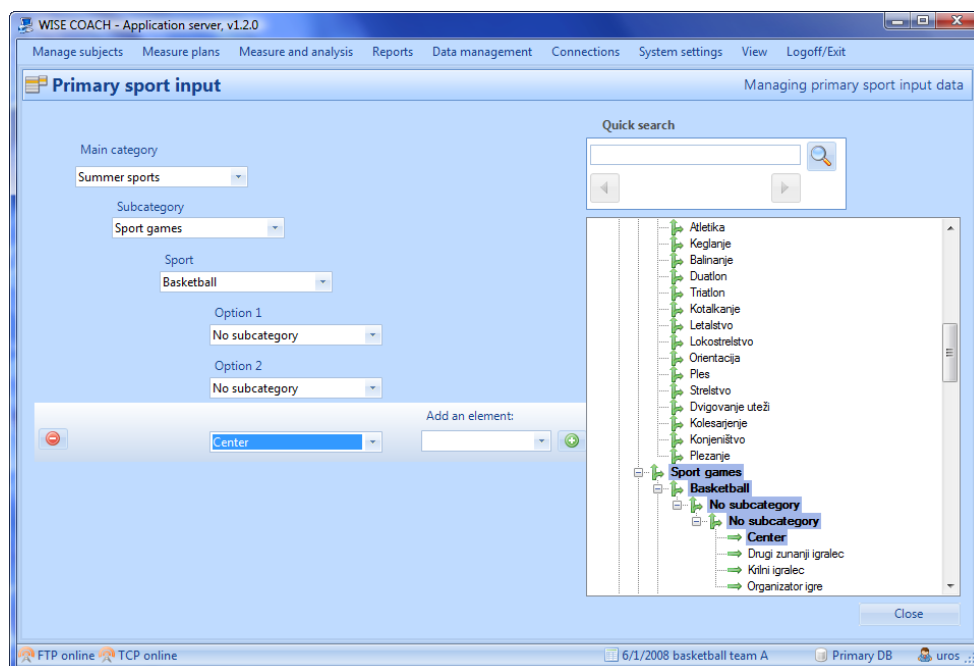 WISE COACH - Application server, v1.2.0
Manage subjects Measure plans Measure and analysis Reports Data management Connections System settings View Logoff/Exit
Primary sport input
Managing primary sport input data
Main category
Summer sports
Subcategory
Sport games
Sport
Basketball
Option 1
No subcategory
Option 2
No subcategory
Add an element:
Center
Quick search
Atletika
Keglanje
Balinanje
Duatlon
Triatlon
Kotalkanje
Letalstvo
Lokostrelstvo
Orientacija
Ples
Strelstvo
Dvigovanje uteži
Kolesarjenje
Konjeništvo
Plezanje
Sport games
Basketball
No subcategory
No subcategory
Center
Drugi zunanji igralec
Krilni igralec
Organizator igre
Close
FTP online TCP online 6/1/2008 basketball team A Primary DB uros